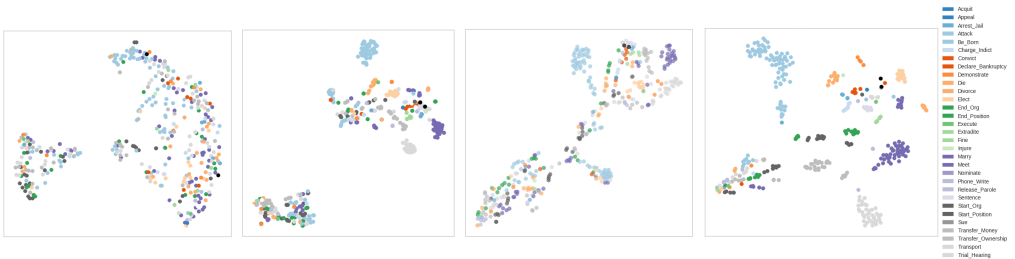 Acquit
Appeal
Arrest_Jail
Attack
Be_Born
Charge_Indict
Convict
Declare_Bankruptcy
Demonstrate
Die
Divorce
Elect
End_Org
End_Position
Execute
Extradite
Fine
Injure
Marry
Meet
Nominate
Phone_Write
Release_Parole
Sentence
Start_Org
Start_Position
Sue
Transfer_Money
Transfer_Ownership
Transport
Trial_Hearing